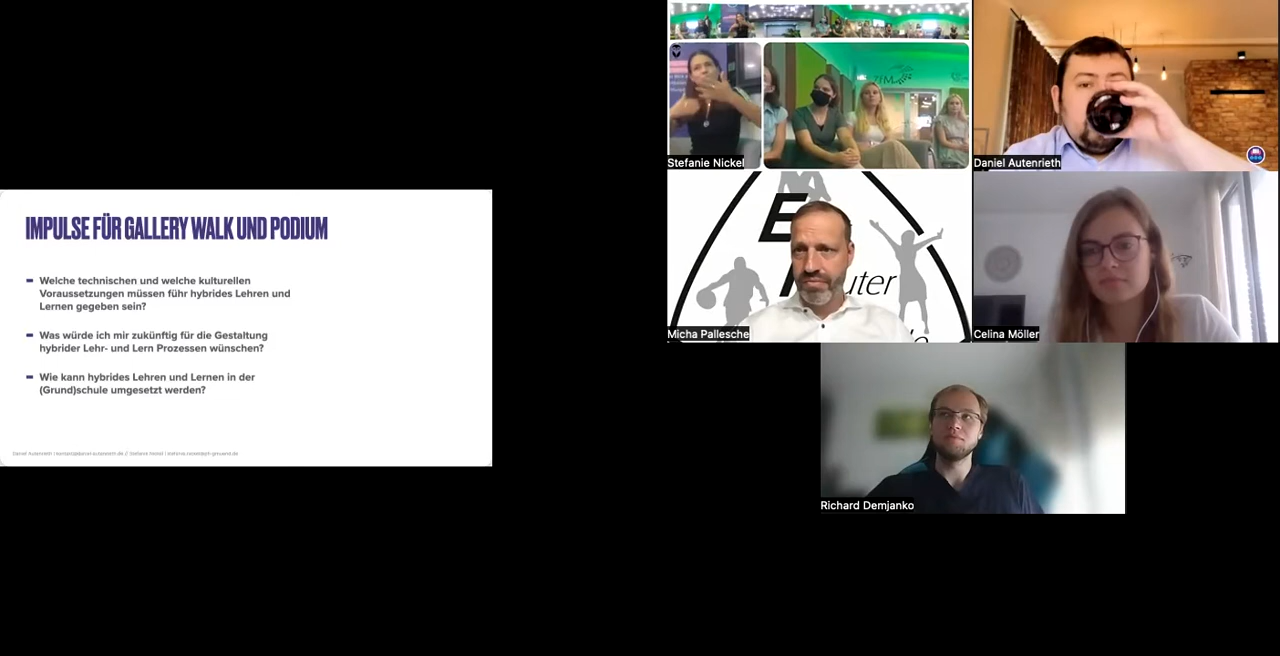 IMPULSE FÜR GALLERY WALK UND PODIUM
Welche technischen und welche kulturellen
Voraussetzungen müssen führ hybrides Lehren und
Lernen gegeben sein?
Was würde ich mir zukünftig für die Gestaltung
hybrider Lehr- und Lern Prozessen wünschen?
Wie kann hybrides Lehren und Lernen in der
(Grund)schule umgesetzt werden?
Stefanie Nickel
Daniel Autenrieth
E
uter
Micha Pallesche
Celina Möller
Richard Demjanko